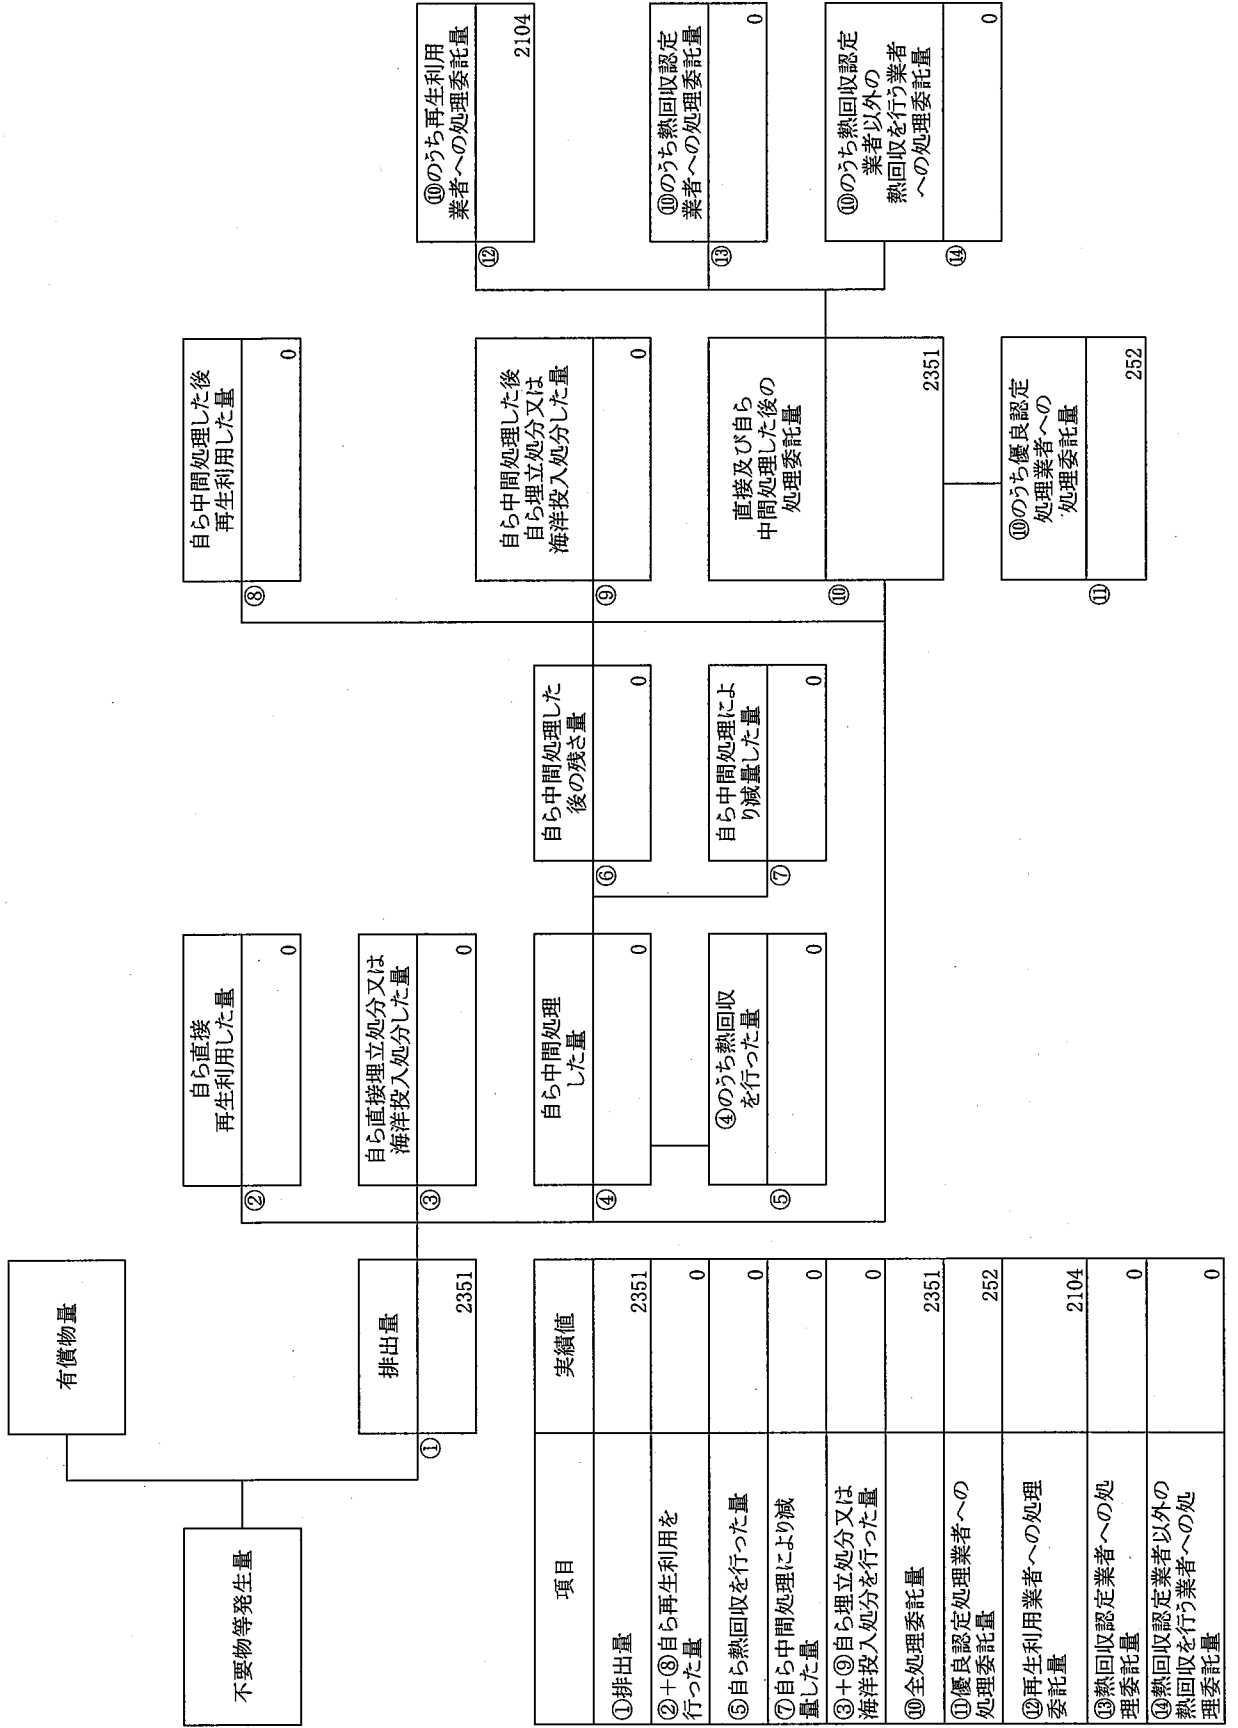 不要物等発生量
有償物量
①
排出量
2351
②
自ら直接
再生利用した量
0
③
自ら直接埋立処分又は
海洋投入処分した量
0
④
自ら中間処理
した量
0
⑤
④のうち熱回収
を行った量
0
⑥
自ら中間処理した
後の残さ量
0
⑦
自ら中間処理によ
り減量した量
0
⑧
自ら中間処理した後
再生利用した量
0
⑨
自ら中間処理した後
自ら埋立処分又は
海洋投入処分した量
0
⑩
直接及び自ら
中間処理した後の
処理委託量
2351
⑪
⑩のうち優良認定
処理業者への
処理委託量
252
⑫
⑩のうち再生利用
業者への処理委託量
2104
⑬
⑩のうち熱回収認定
業者への処理委託量
0
⑭
⑩のうち熱回収認定
業者以外の
熱回収を行う業者
への処理委託量
0
項目 実績値
①排出量 2351
②+⑧自ら再生利用を
行った量 0
⑤自ら熱回収を行った量 0
⑦自ら中間処理により減
量した量 0
③+⑨自ら埋立処分又は
海洋投入処分を行った量 0
⑩全処理委託量 2351
⑪優良認定処理業者への
処理委託量 252
⑫再生利用業者への処理
委託量 2104
⑬熱回収認定業者への処
理委託量 0
⑭熱回収認定業者以外の
熱回収を行う業者への処
理委託量 0